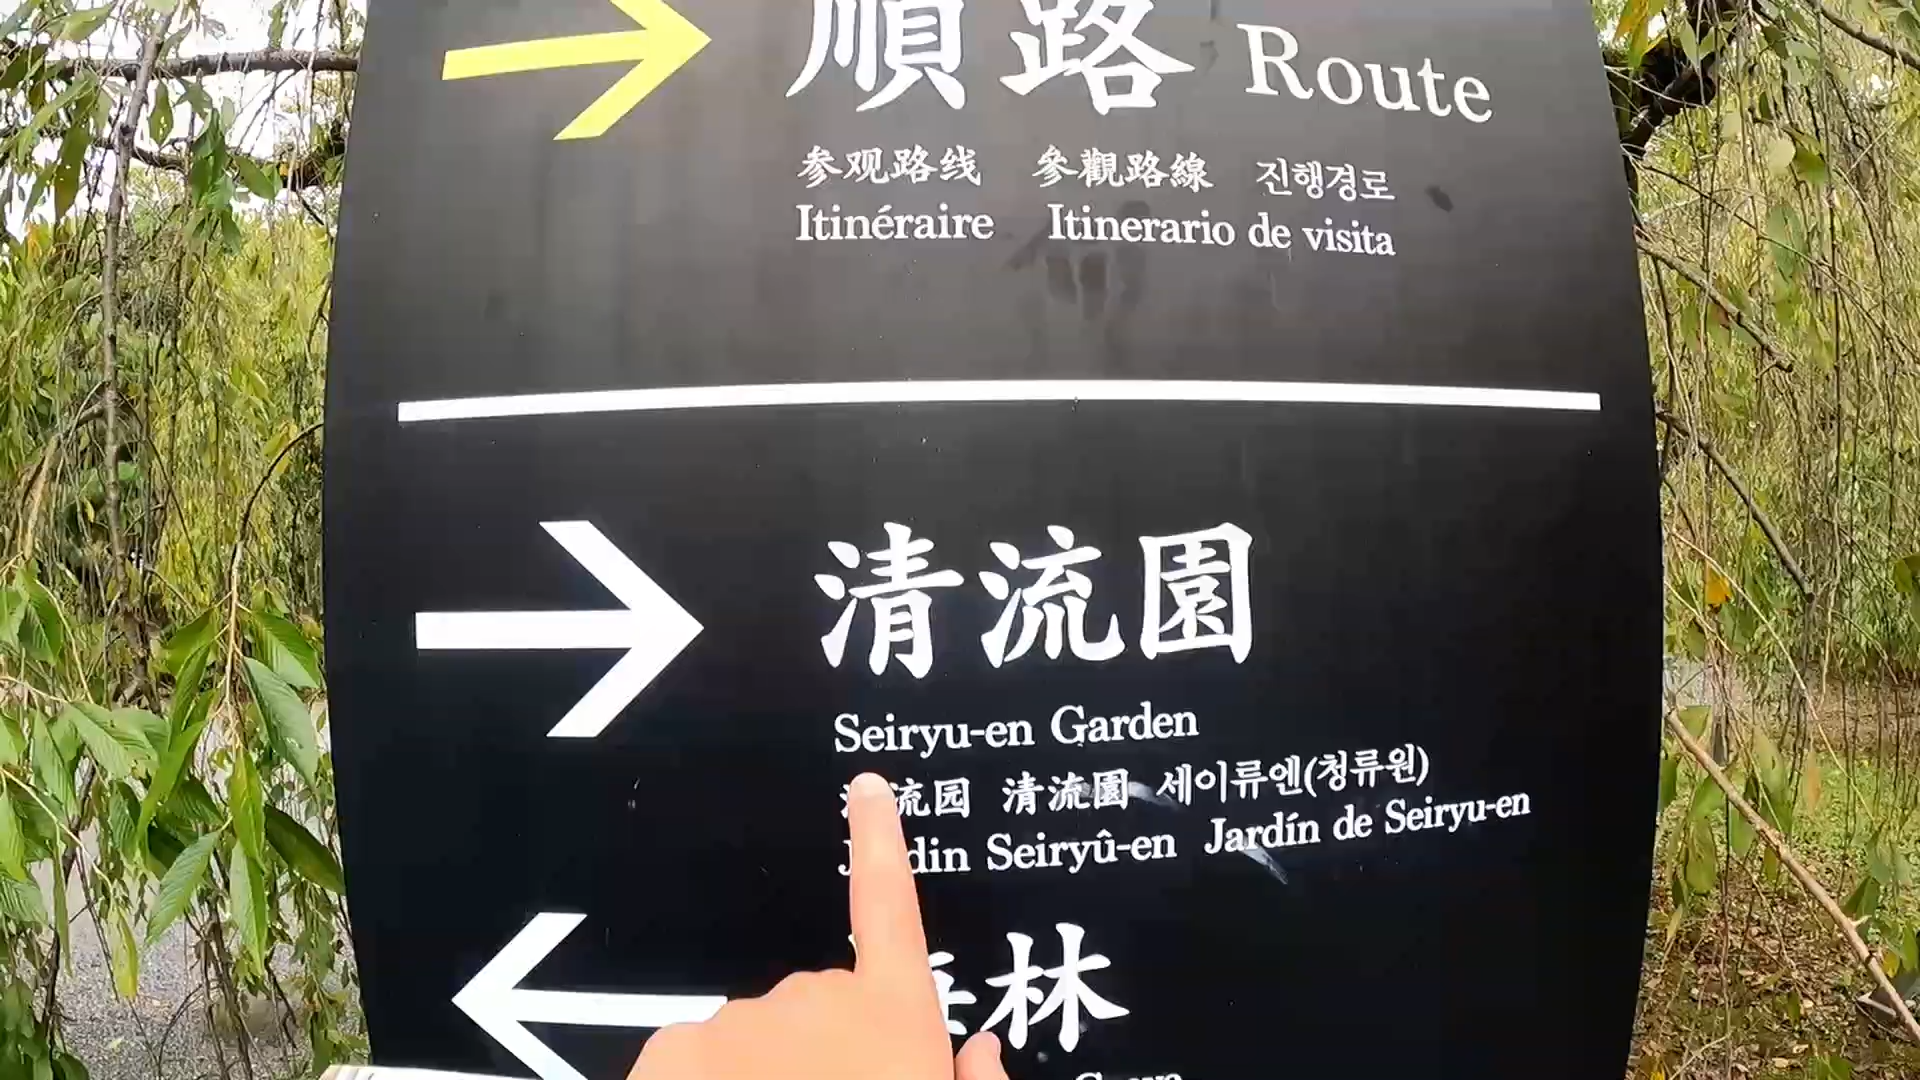 順路 Route
参观路线 參觀路線 진행경로
Itinéraire Itinerario de visita
清流園
Seiryu-en Garden
流园 清流園 세이류엔(청류원)
Seiryû-en Jardín de Seiryu-en
林